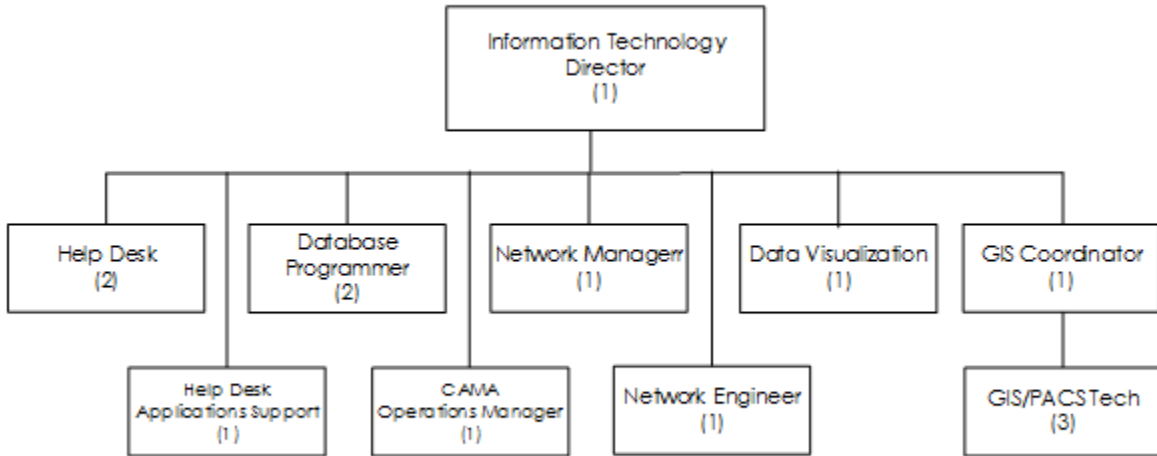 Information Technology
Director
(1)
Help Desk
(2)
Database
Programmer
(2)
Network Managerr
(1)
Data Visualization
(1)
GIS Coordinator
(1)
Help Desk
Applications Support
(1)
CAMA
Operations Manager
(1)
Network Engineer
(1)
GIS/PACS Tech
(3)